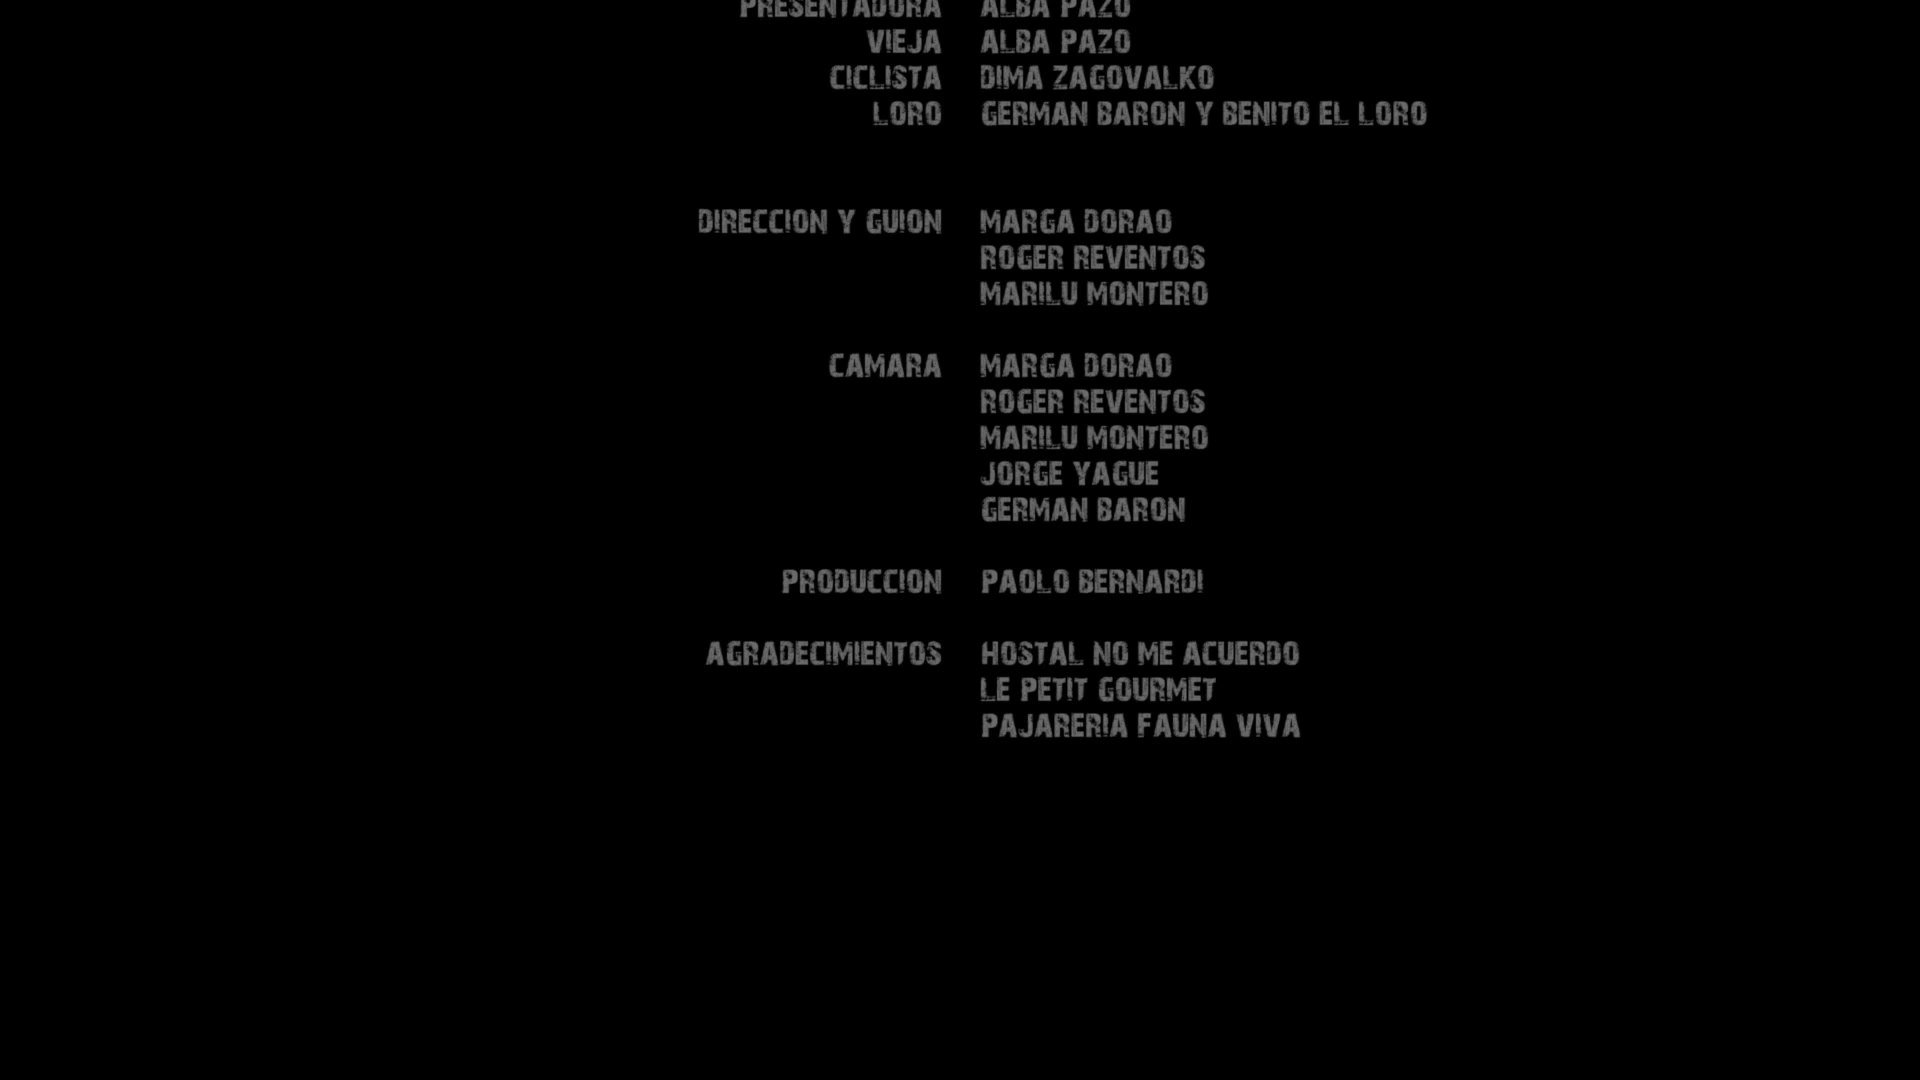 PRESENTADORA ALBA PAZO
VIEJA ALBA PAZO
CICLISTA DIMA ZAGOVALKO
LORO GERMAN BARON Y BENITO EL LORO
DIRECCION Y GUION MARGA DORAO
ROGER REVENTOS
MARILU MONTERO
CAMARA MARGA DORAO
ROGER REVENTOS
MARILU MONTERO
JORGE YAGUE
GERMAN BARON
PRODUCCION PAOLO BERNARDI
AGRADECIMIENTOS HOSTAL NO ME ACUERDO
LE PETIT GOURMET
PAJARERIA FAUNA VIVA